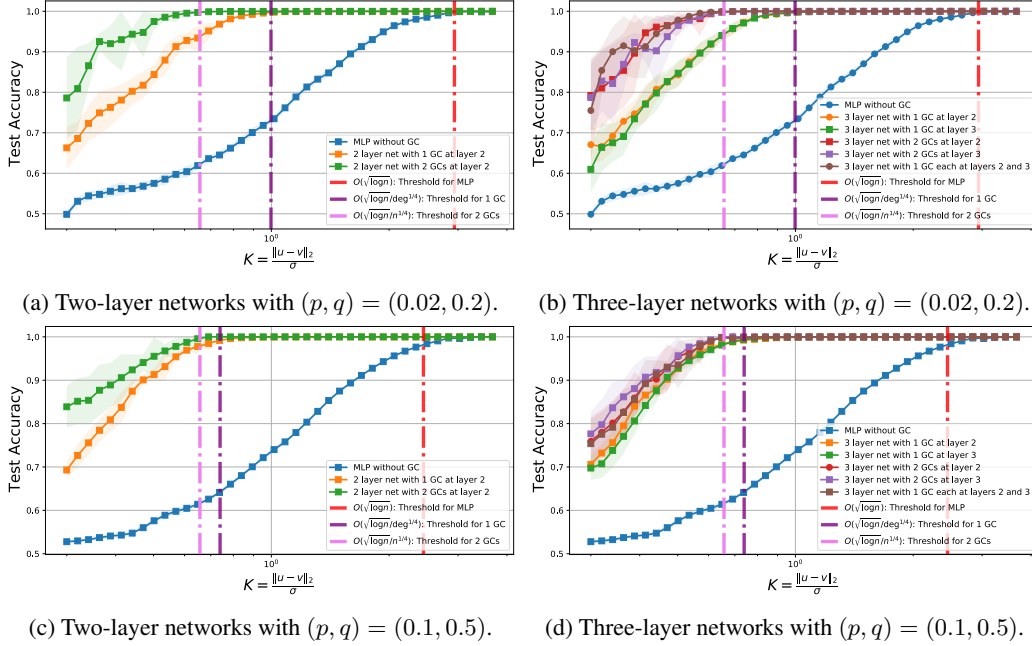 1.0
0.9
0.8
0.7
0.6
0.5
Test Accuracy
MLP without GC
2 layer net with 1 GC at layer 2
2 layer net with 2 GCs at layer 2
O(√logn): Threshold for MLP
O(√logn/deg^{1/4}): Threshold for 1 GC
O(√logn/n^{1/4}): Threshold for 2 GCs
10⁰
K = ‖u − v‖₂/σ
(a) Two-layer networks with (p, q) = (0.02, 0.2).
1.0
0.9
0.8
0.7
0.6
0.5
Test Accuracy
MLP without GC
3 layer net with 1 GC at layer 2
3 layer net with 1 GC at layer 3
3 layer net with 2 GCs at layer 2
3 layer net with 2 GCs at layer 3
3 layer net with 1 GC each at layers 2 and 3
O(√logn): Threshold for MLP
O(√logn/deg^{1/4}): Threshold for 1 GC
O(√logn/n^{1/4}): Threshold for 2 GCs
10⁰
K = ‖u − v‖₂/σ
(b) Three-layer networks with (p, q) = (0.02, 0.2).
1.0
0.9
0.8
0.7
0.6
0.5
Test Accuracy
MLP without GC
2 layer net with 1 GC at layer 2
2 layer net with 2 GCs at layer 2
O(√logn): Threshold for MLP
O(√logn/deg^{1/4}): Threshold for 1 GC
O(√logn/n^{1/4}): Threshold for 2 GCs
10⁰
K = ‖u − v‖₂/σ
(c) Two-layer networks with (p, q) = (0.1, 0.5).
1.0
0.9
0.8
0.7
0.6
0.5
Test Accuracy
MLP without GC
3 layer net with 1 GC at layer 2
3 layer net with 1 GC at layer 3
3 layer net with 2 GCs at layer 2
3 layer net with 2 GCs at layer 3
3 layer net with 1 GC each at layers 2 and 3
O(√logn): Threshold for MLP
O(√logn/deg^{1/4}): Threshold for 1 GC
O(√logn/n^{1/4}): Threshold for 2 GCs
10⁰
K = ‖u − v‖₂/σ
(d) Three-layer networks with (p, q) = (0.1, 0.5).